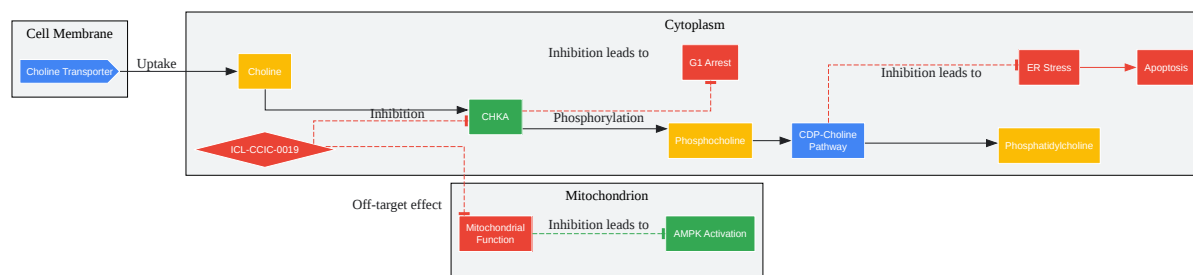 Cell Membrane
Choline Transporter
Uptake
Cytoplasm
Choline
Inhibition
ICL-CCIC-0019
CHKA
Inhibition leads to
G1 Arrest
Phosphorylation
Phosphocholine
CDP-Choline
Pathway
Inhibition leads to
ER Stress
Apoptosis
Phosphatidylcholine
Off-target effect
Mitochondrion
Mitochondrial
Function
Inhibition leads to
AMPK Activation